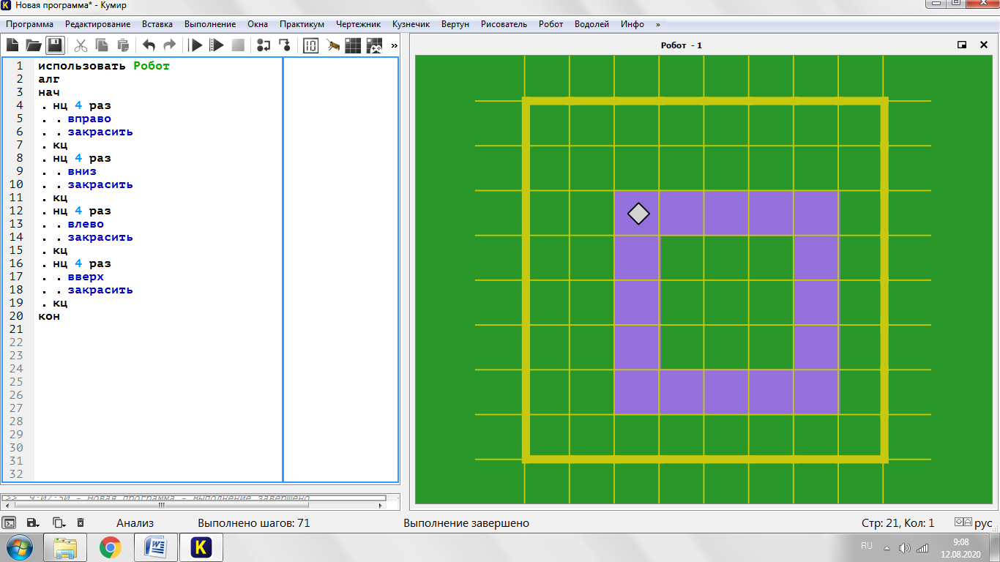 Новая программа* - Кумир
Программа Редактирование Вставка Выполнение Окна Практикум Чертежник Кузнечик Вертун Рисователь Робот Водолей Инфо »
»
Робот - 1
1 использовать Робот
2 алг
3 нач
4 . нц 4 раз
5 . . вправо
6 . . закрасить
7 . кц
8 . нц 4 раз
9 . . вниз
10 . . закрасить
11 . кц
12 . нц 4 раз
13 . . влево
14 . . закрасить
15 . кц
16 . нц 4 раз
17 . . вверх
18 . . закрасить
19 . кц
20 кон
21
22
23
24
25
26
27
28
29
30
31
32
>> 9:07:50 - Новая программа - Выполнение завершено
Анализ Выполнено шагов: 71 Выполнение завершено Стр: 21, Кол: 1 рус
RU 9:08
12.08.2020